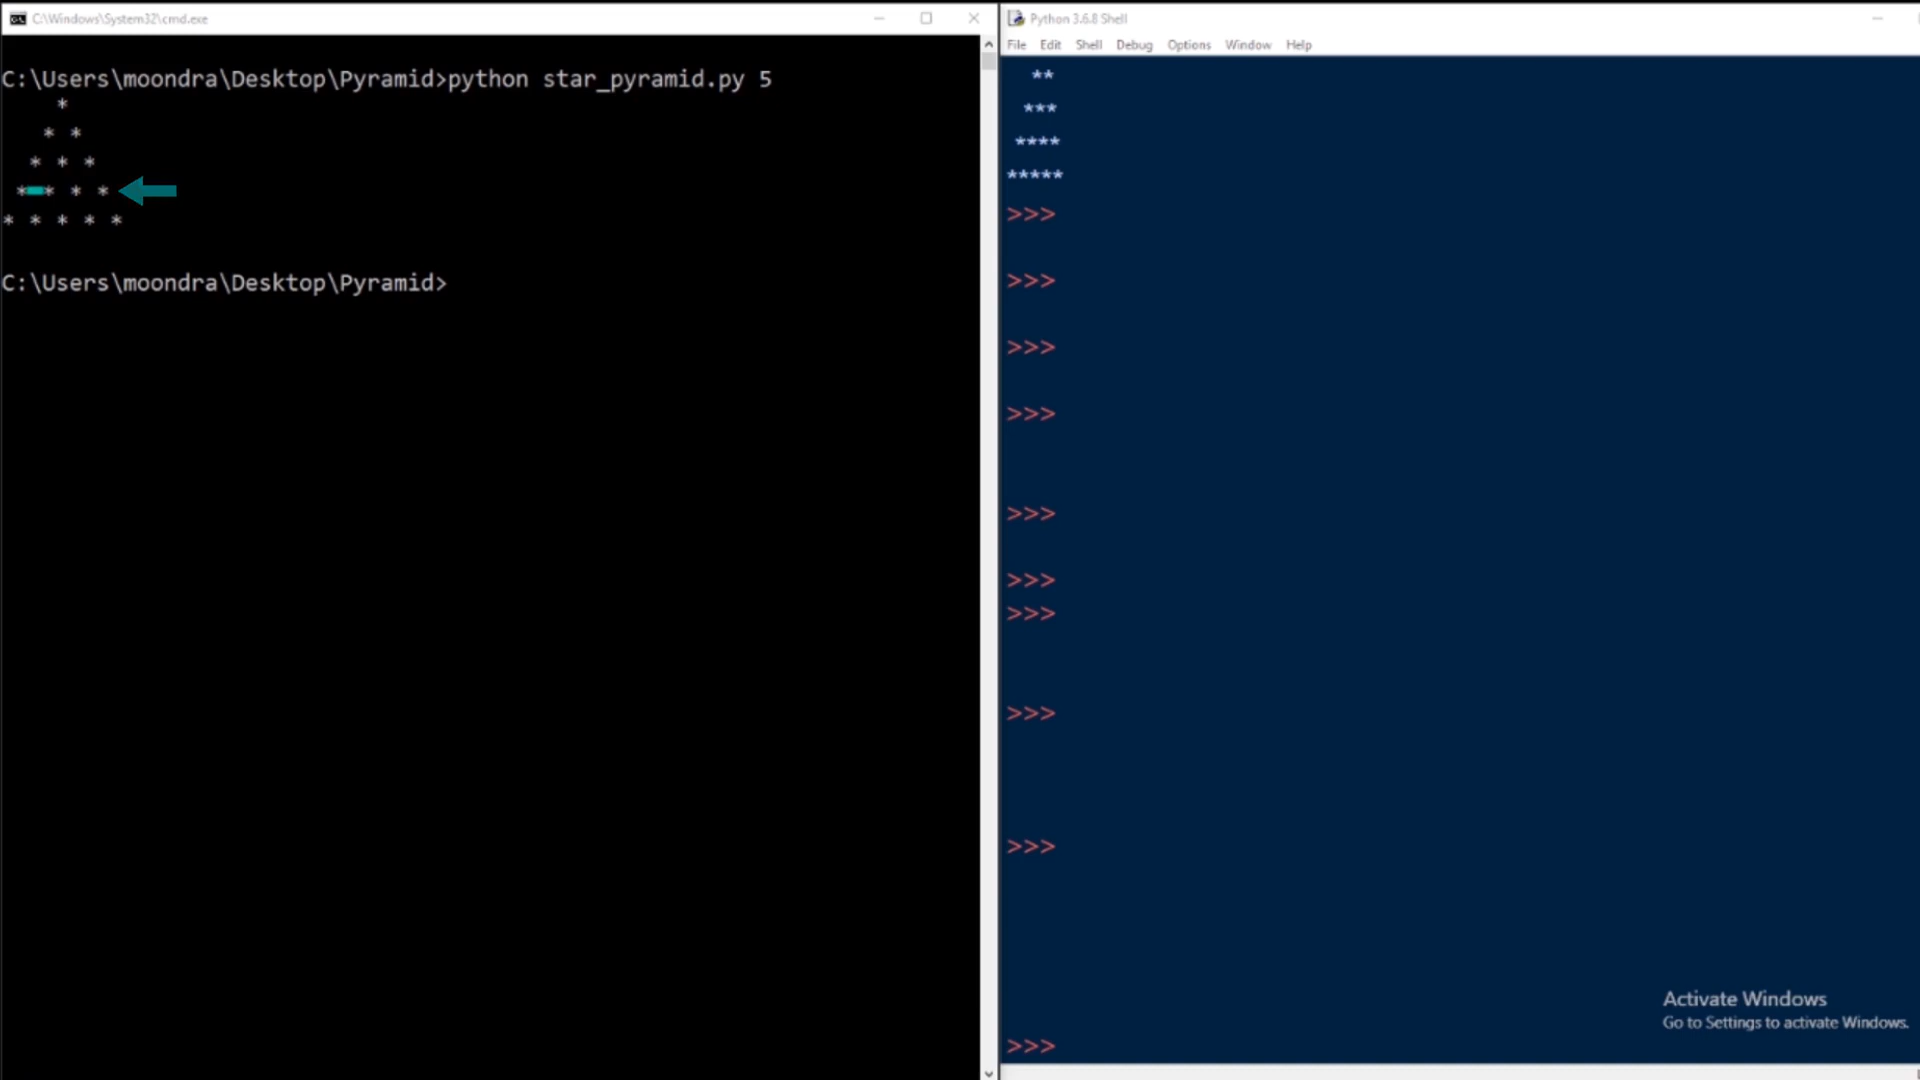 C:\Windows\System32\cmd.exe
C:\Users\moondra\Desktop\Pyramid>python star_pyramid.py 5
*
* *
* * *
* * * *
* * * * *
C:\Users\moondra\Desktop\Pyramid>
Python 3.6.8 Shell
File Edit Shell Debug Options Window Help
**
***
****
*****
>>>
>>>
>>>
>>>
>>>
>>>
>>>
>>>
>>>
>>>
Activate Windows
Go to Settings to activate Windows.